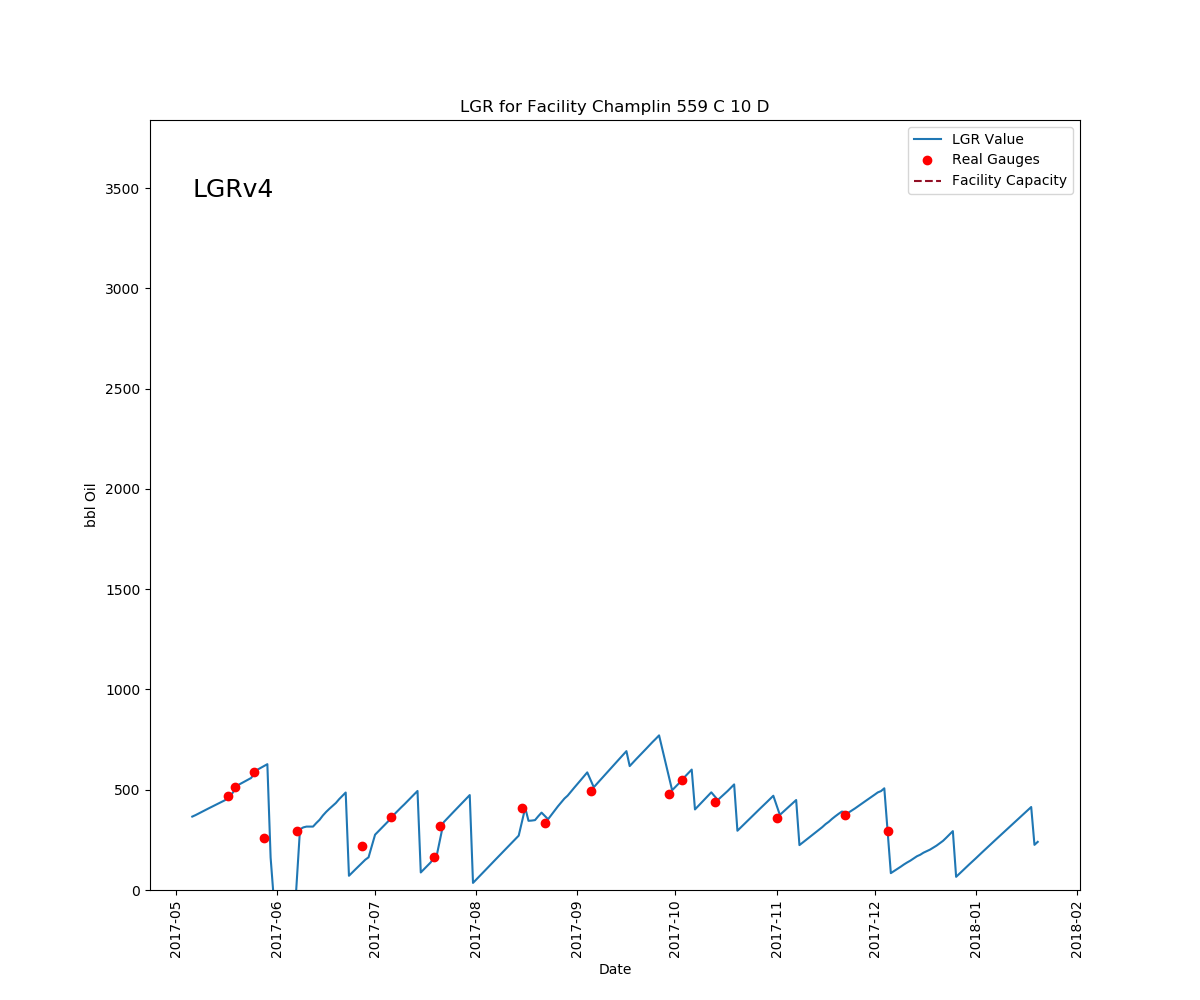 LGR for Facility Champlin 559 C 10 D
LGRv4
LGR Value
Real Gauges
Facility Capacity
3500
3000
2500
2000
1500
1000
500
0
bbl Oil
2017-05
2017-06
2017-07
2017-08
2017-09
2017-10
2017-11
2017-12
2018-01
2018-02
Date